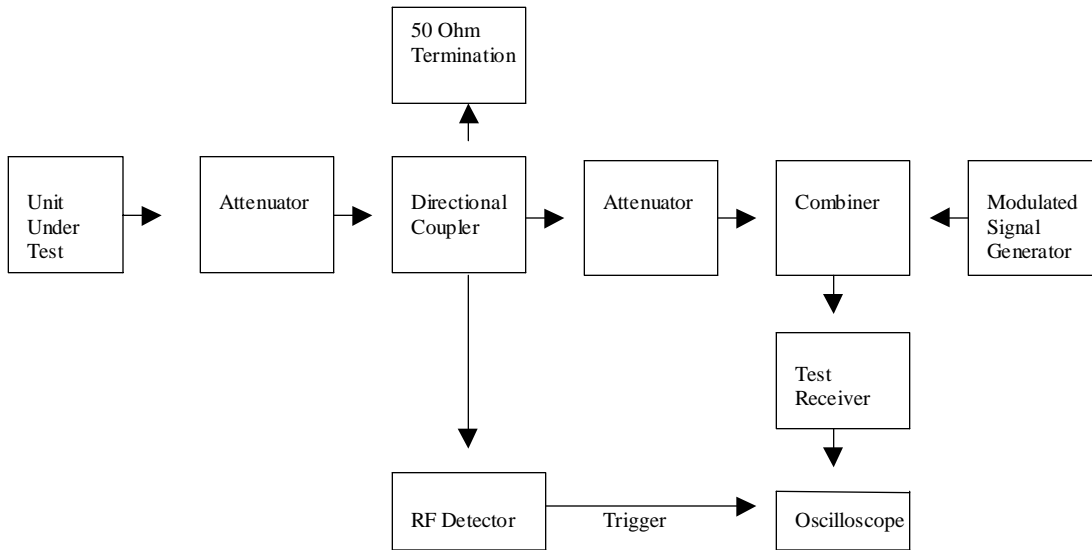 50 Ohm
Termination
Unit
Under
Test
Attenuator
Directional
Coupler
Attenuator
Combiner
Modulated
Signal
Generator
Test
Receiver
RF Detector
Trigger
Oscilloscope